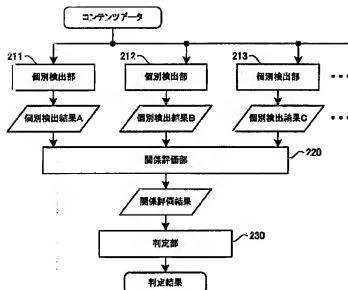 コンテンツデータ
211 212 213
個別検出部 個別検出部 個別検出部 ・・・
個別検出結果A 個別検出結果B 個別検出結果C ・・・
関係評価部 220
関係評価結果
判定部 230
判定結果